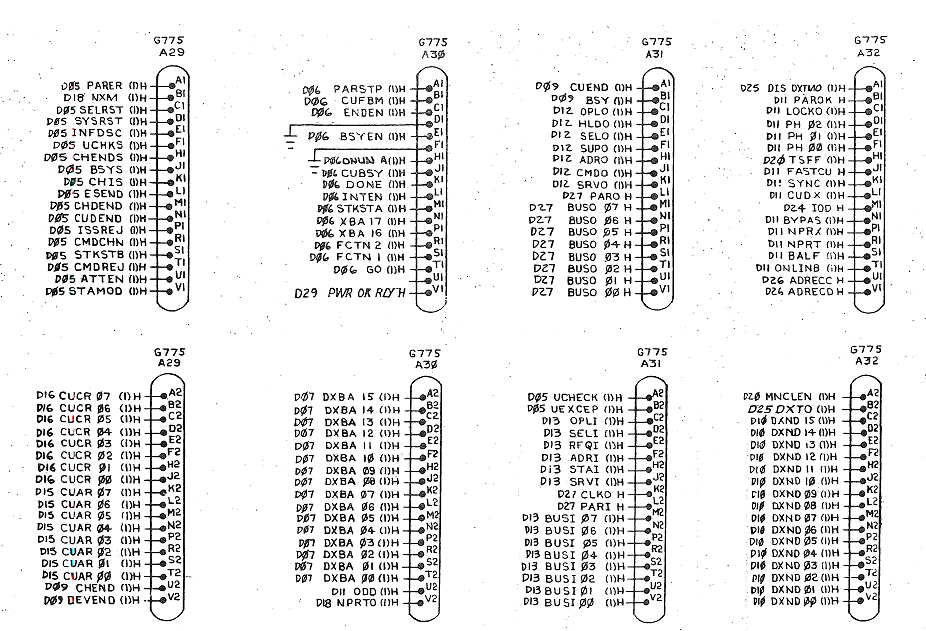 G775
A29
DØ5 PARER (1)H A1
D18 NXM (1)H B1
DØ5 SELRST (1)H C1
DØ5 SYSRST (1)H D1
DØ5 INFDSC (1)H E1
DØ5 UCHKS (1)H F1
DØ5 CHENDS (1)H H1
DØ5 BSYS (1)H J1
DØ5 CHIS (1)H K1
DØ5 ESEND (1)H L1
DØ5 CHDEND (1)H M1
DØ5 CUDEND (1)H N1
DØ5 ISSREJ (1)H P1
DØ5 CMDCHN (1)H R1
DØ5 STKSTB (1)H S1
DØ5 CMDREJ (1)H T1
DØ5 ATTEN (1)H U1
DØ5 STAMOD (1)H V1
G775
A3Ø
DØ6 PARSTP (1)H A1
DØ6 CUFBM (1)H B1
DØ6 ENDEN (1)H C1
D1
DØ6 BSYEN (1)H E1
F1
DØ6 DNUN A(1)H H1
DØ6 CUBSY (1)H J1
DØ6 DONE (1)H K1
DØ6 INTEN (1)H L1
DØ6 STKSTA (1)H M1
DØ6 XBA 17 (1)H N1
DØ6 XBA 16 (1)H P1
DØ6 FCTN 2 (1)H R1
DØ6 FCTN 1 (1)H S1
DØ6 GO (1)H T1
U1
D29 PWR OK RLY H V1
G775
A31
DØ9 CUEND (1)H A1
DØ9 BSY (1)H B1
D12 OPLO (1)H C1
D12 HLDO (1)H D1
D12 SELO (1)H E1
D12 SUPO (1)H F1
D12 ADRO (1)H H1
D12 CMDO (1)H J1
D12 SRVO (1)H K1
D27 PARO H L1
D27 BUSO Ø7 H M1
D27 BUSO Ø6 H N1
D27 BUSO Ø5 H P1
D27 BUSO Ø4 H R1
D27 BUSO Ø3 H S1
D27 BUSO Ø2 H T1
D27 BUSO Ø1 H U1
D27 BUSO ØØ H V1
G775
A32
D25 DIS DXTMO (1)H A1
D11 PAROK H B1
D11 LOCKO (1)H C1
D11 PH Ø2 (1)H D1
D11 PH Ø1 (1)H E1
D11 PH ØØ (1)H F1
D2Ø TSFF (1)H H1
D11 FASTCU H J1
D11 SYNC (1)H K1
D11 CUDX (1)H L1
D24 IOD H M1
D11 BYPAS (1)H N1
D11 NPRX (1)H P1
D11 NPRT (1)H R1
D11 BALF (1)H S1
D11 ONLINB (1)H T1
D26 ADRECC H U1
D26 ADRECD H V1
G775
A29
D16 CUCR Ø7 (1)H A2
D16 CUCR Ø6 (1)H B2
D16 CUCR Ø5 (1)H C2
D16 CUCR Ø4 (1)H D2
D16 CUCR Ø3 (1)H E2
D16 CUCR Ø2 (1)H F2
D16 CUCR Ø1 (1)H H2
D16 CUCR ØØ (1)H J2
D15 CUAR Ø7 (1)H K2
D15 CUAR Ø6 (1)H L2
D15 CUAR Ø5 (1)H M2
D15 CUAR Ø4 (1)H N2
D15 CUAR Ø3 (1)H P2
D15 CUAR Ø2 (1)H R2
D15 CUAR Ø1 (1)H S2
D15 CUAR ØØ (1)H T2
DØ9 CHEND (1)H U2
DØ9 DEVEND (1)H V2
G775
A3Ø
DØ7 DXBA 15 (1)H A2
DØ7 DXBA 14 (1)H B2
DØ7 DXBA 13 (1)H C2
DØ7 DXBA 12 (1)H D2
DØ7 DXBA 11 (1)H E2
DØ7 DXBA 1Ø (1)H F2
DØ7 DXBA Ø9 (1)H H2
DØ7 DXBA Ø8 (1)H J2
DØ7 DXBA Ø7 (1)H K2
DØ7 DXBA Ø6 (1)H L2
DØ7 DXBA Ø5 (1)H M2
DØ7 DXBA Ø4 (1)H N2
DØ7 DXBA Ø3 (1)H P2
DØ7 DXBA Ø2 (1)H R2
DØ7 DXBA Ø1 (1)H S2
DØ7 DXBA ØØ (1)H T2
D11 ODD (1)H U2
D18 NPRTO (1)H V2
G775
A31
DØ5 UCHECK (1)H A2
DØ5 UEXCEP (1)H B2
D13 OPLI (1)H C2
D13 SELI (1)H D2
D13 RFQI (1)H E2
D13 ADRI (1)H F2
D13 STAI (1)H H2
D13 SRVI (1)H J2
D27 CLKO H K2
D27 PARI H L2
D13 BUSI Ø7 (1)H M2
D13 BUSI Ø6 (1)H N2
D13 BUSI Ø5 (1)H P2
D13 BUSI Ø4 (1)H R2
D13 BUSI Ø3 (1)H S2
D13 BUSI Ø2 (1)H T2
D13 BUSI Ø1 (1)H U2
D13 BUSI ØØ (1)H V2
G775
A32
D2Ø MNCLEN (1)H A2
D25 DXTO (1)H B2
D1Ø DXND 15 (1)H C2
D1Ø DXND 14 (1)H D2
D1Ø DXND 13 (1)H E2
D1Ø DXND 12 (1)H F2
D1Ø DXND 11 (1)H H2
D1Ø DXND 1Ø (1)H J2
D1Ø DXND Ø9 (1)H K2
D1Ø DXND Ø8 (1)H L2
D1Ø DXND Ø7 (1)H M2
D1Ø DXND Ø6 (1)H N2
D1Ø DXND Ø5 (1)H P2
D1Ø DXND Ø4 (1)H R2
D1Ø DXND Ø3 (1)H S2
D1Ø DXND Ø2 (1)H T2
D1Ø DXND Ø1 (1)H U2
D1Ø DXND ØØ (1)H V2